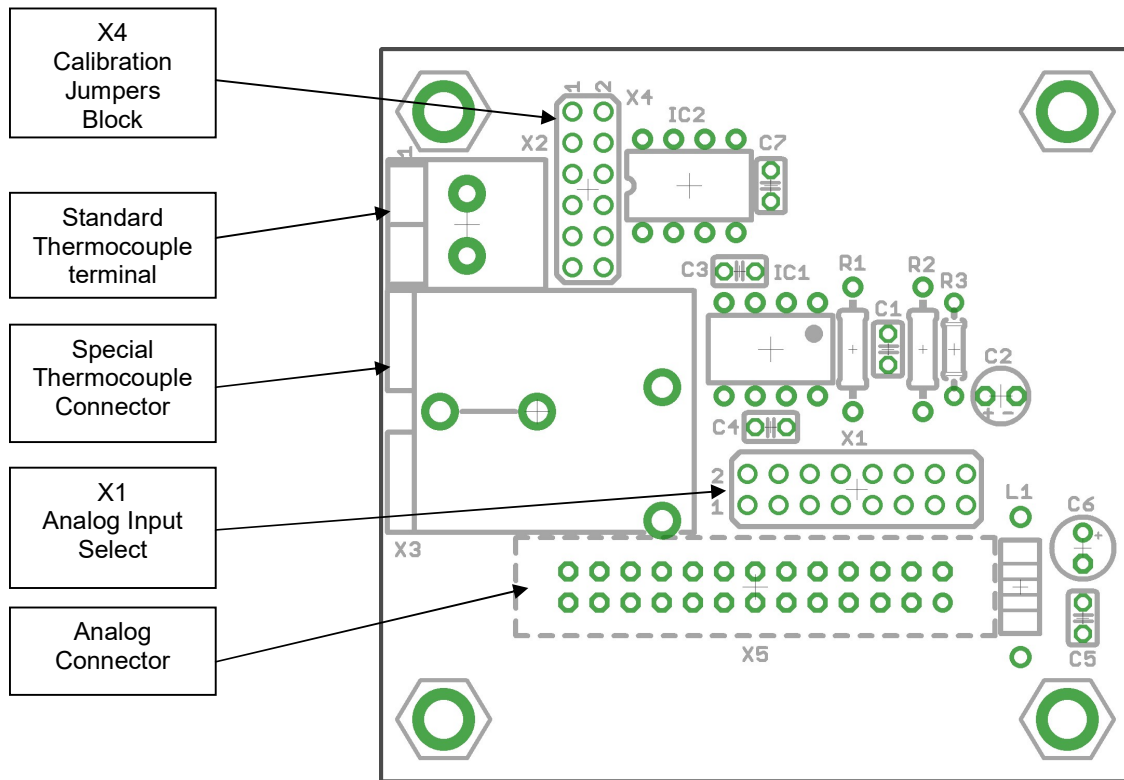 X4
Calibration
Jumpers
Block
Standard
Thermocouple
terminal
Special
Thermocouple
Connector
X1
Analog Input
Select
Analog
Connector
1 2
X4
IC2
C7
X2
1
C3
IC1
R1
R2
R3
C1
C2
+ -
C4
X1
2
1
L1
C6
+
X3
X5
C5